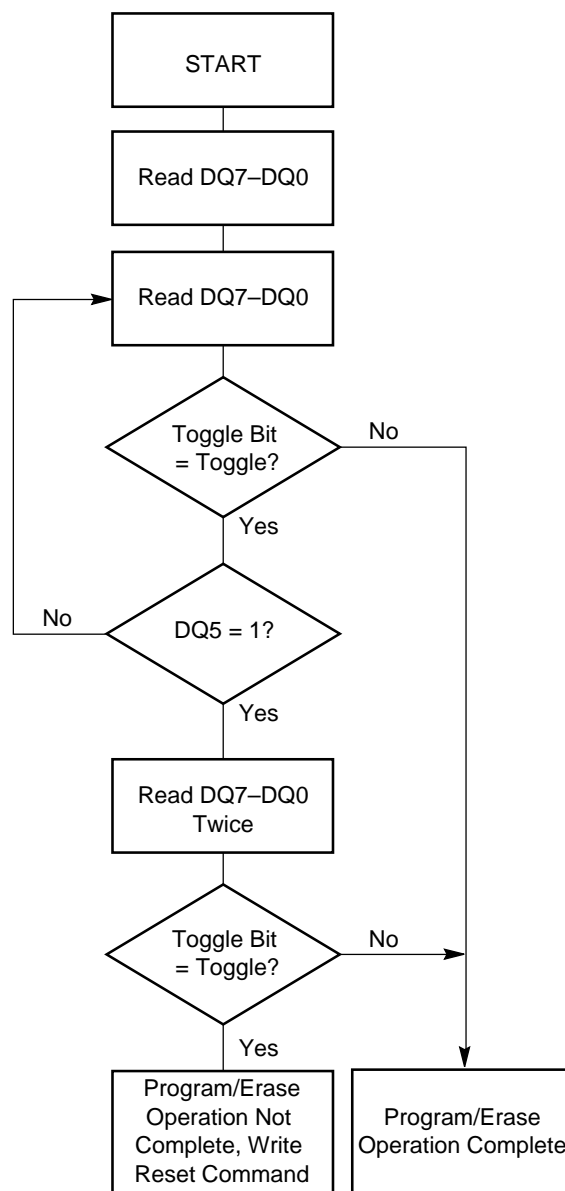 START
Read DQ7–DQ0
Read DQ7–DQ0
Toggle Bit
= Toggle?
No
Yes
No
DQ5 = 1?
Yes
Read DQ7–DQ0
Twice
Toggle Bit
= Toggle?
No
Yes
Program/Erase
Operation Not
Complete, Write
Reset Command
Program/Erase
Operation Complete